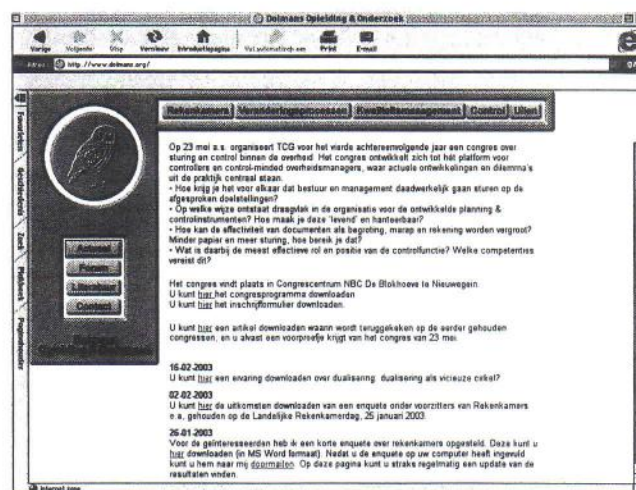 Dolmans Opleiding & Onderzoek
Vorige Volgende Stop Vernieuw Introductiepagina Vul automatisch aan Print E-mail
Adres: http://www.dolmans.org/
Favorieten
Geschiedenis
Zoek
Plakboek
Paginahouder
Rekenkamers Veranderingsprocessen Kwaliteitsmanagement Control Uilen
Actueel
Literatuur
Contact
Op 23 mei a.s. organiseert TCG voor het vierde achtereenvolgende jaar een congres over
sturing en control binnen de overheid. Het congres ontwikkelt zich tot hét platform voor
controllers en control-minded overheidsmanagers, waar actuele ontwikkelingen en dilemma's
uit de praktijk centraal staan.
• Hoe krijg je het voor elkaar dat bestuur en management daadwerkelijk gaan sturen op de
afgesproken doelstellingen?
• Op welke wijze ontstaat draagvlak in de organisatie voor de ontwikkelde planning &
controlinstrumenten? Hoe maak je deze 'levend' en hanteerbaar?
• Hoe kan de effectiviteit van documenten als begroting, marap en rekening worden vergroot?
Minder papier en meer sturing, hoe bereik je dat?
• Wat is daarbij de meest effectieve rol en positie van de controlfunctie? Welke competenties
vereist dit?
Het congres vindt plaats in Congrescentrum NBC De Blokhoeve te Nieuwegein.
U kunt hier het congresprogramma downloaden
U kunt hier het inschrijfformulier downloaden.
U kunt hier een artikel downloaden waarin wordt teruggekeken op de eerder gehouden
congressen, en u alvast een voorproefje krijgt van het congres van 23 mei.
16-02-2003
U kunt hier een ervaring downloaden over dualisering: dualisering als vicieuze cirkel?
02-02-2003
U kunt hier de uitkomsten downloaden van een enquete onder voorzitters van Rekenkamers
e.a, gehouden op de Landelijke Rekenkamerdag, 25 januari 2003.
26-01-2003
Voor de geïnteresseerden heb ik een korte enquete over rekenkamers opgesteld. Deze kunt u
hier downloaden (in MS Word formaat). Nadat u de enquete op uw computer heeft ingevuld
kunt u hem naar mij doormailen. Op deze pagina kunt u straks regelmatig een update van de
resultaten vinden.
Internet zone